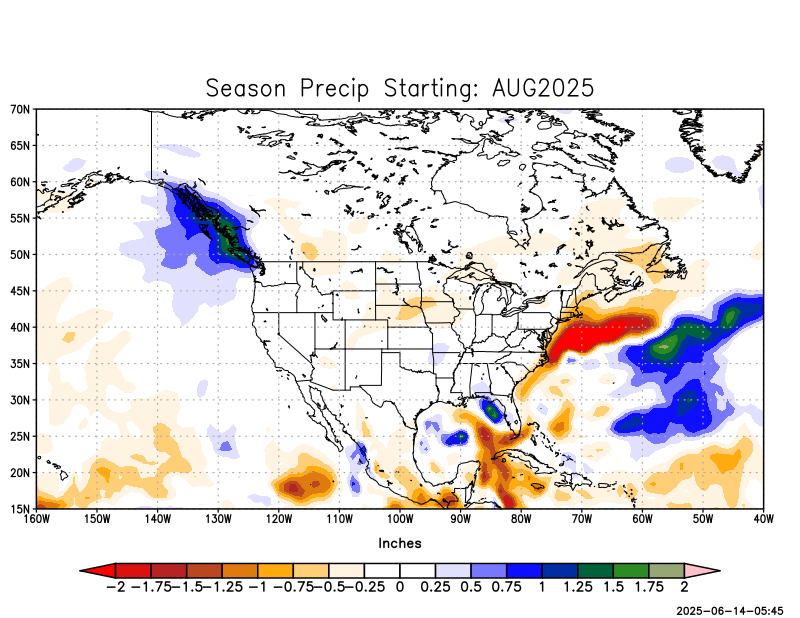 Season Precip Starting: AUG2025
70N
65N
60N
55N
50N
45N
40N
35N
30N
25N
20N
15N
160W 150W 140W 130W 120W 110W 100W 90W 80W 70W 60W 50W 40W
Inches
−2 −1.75 −1.5 −1.25 −1 −0.75 −0.5 −0.25 0 0.25 0.5 0.75 1 1.25 1.5 1.75 2
2025-06-14-05:45